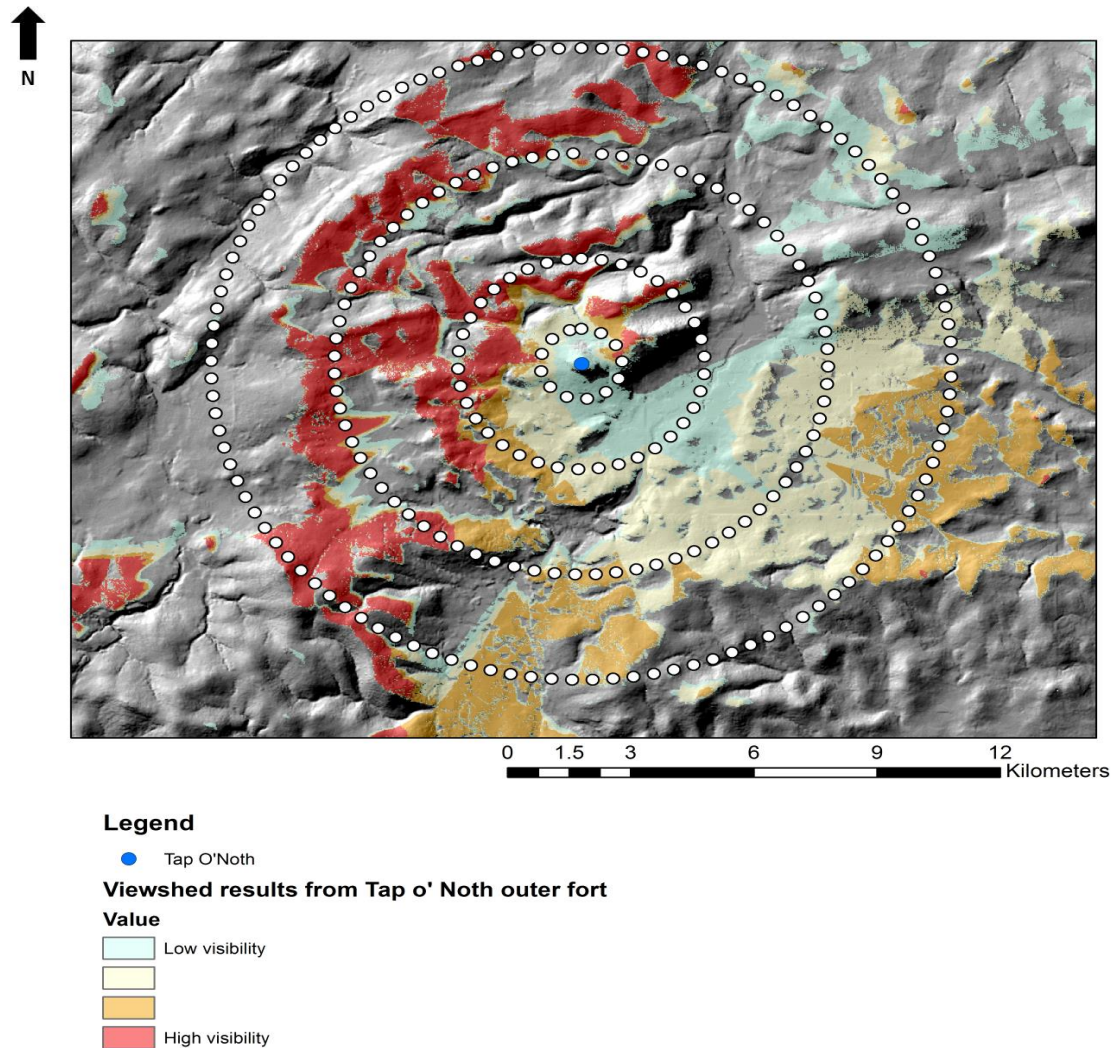 N
0 1.5 3 6 9 12
Kilometers
Legend
Tap O'Noth
Viewshed results from Tap o' Noth outer fort
Value
Low visibility
High visibility